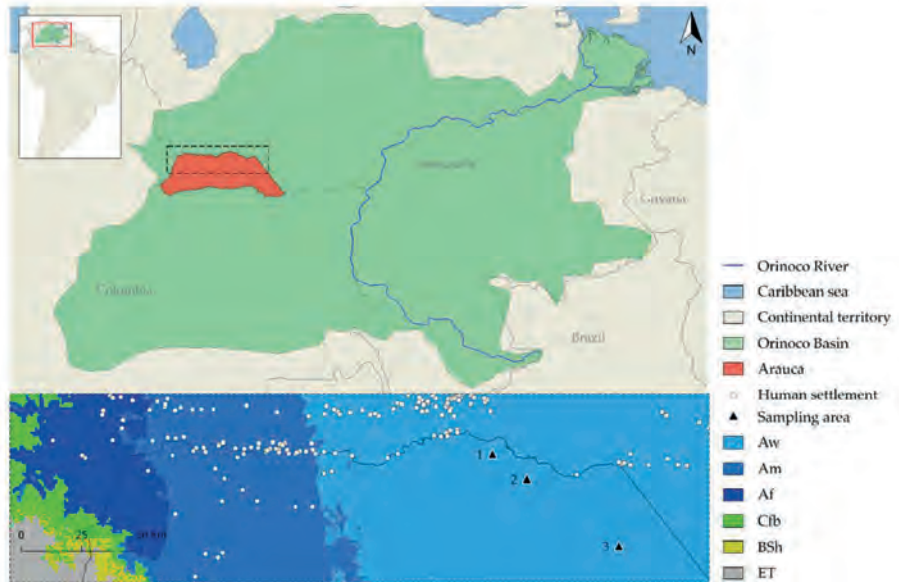 N
Venezuela
Guyana
Colombia
Brazil
Orinoco River
Caribbean sea
Continental territory
Orinoco Basin
Arauca
Human settlement
Sampling area
Aw
Am
Af
Cfb
BSh
ET
1
2
3
0 25 50 km